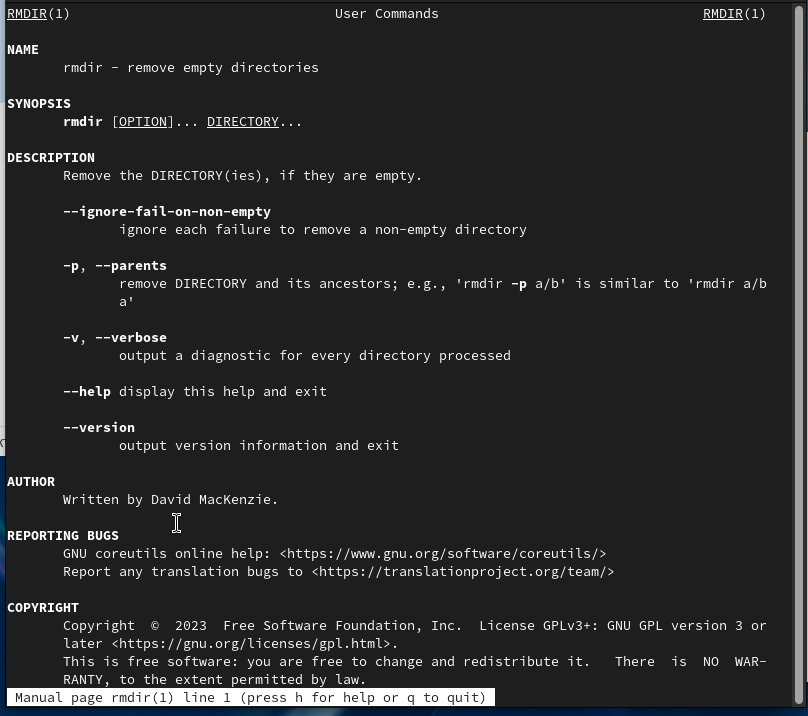 RMDIR(1) User Commands RMDIR(1)
NAME
rmdir - remove empty directories
SYNOPSIS
rmdir [OPTION]... DIRECTORY...
DESCRIPTION
Remove the DIRECTORY(ies), if they are empty.
--ignore-fail-on-non-empty
ignore each failure to remove a non-empty directory
-p, --parents
remove DIRECTORY and its ancestors; e.g., 'rmdir -p a/b' is similar to 'rmdir a/b
a'
-v, --verbose
output a diagnostic for every directory processed
--help display this help and exit
--version
output version information and exit
AUTHOR
Written by David MacKenzie.
REPORTING BUGS
GNU coreutils online help: <https://www.gnu.org/software/coreutils/>
Report any translation bugs to <https://translationproject.org/team/>
COPYRIGHT
Copyright © 2023 Free Software Foundation, Inc. License GPLv3+: GNU GPL version 3 or
later <https://gnu.org/licenses/gpl.html>.
This is free software: you are free to change and redistribute it. There is NO WAR-
RANTY, to the extent permitted by law.
Manual page rmdir(1) line 1 (press h for help or q to quit)